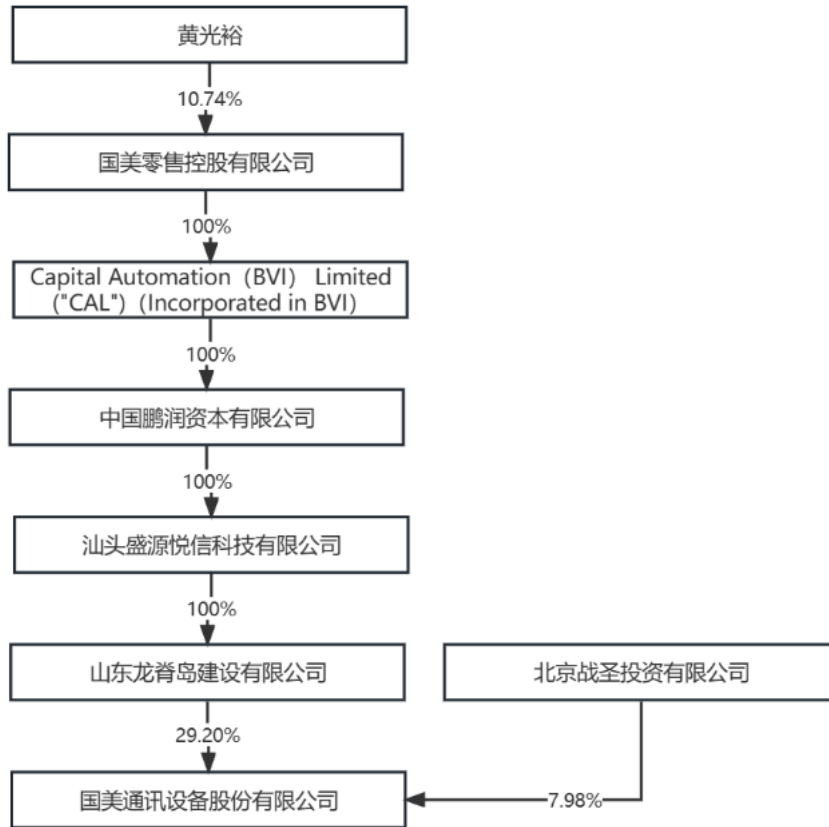 黄光裕
10.74%
国美零售控股有限公司
100%
Capital Automation（BVI） Limited
("CAL")（Incorporated in BVI）
100%
中国鹏润资本有限公司
100%
汕头盛源悦信科技有限公司
100%
山东龙脊岛建设有限公司
北京战圣投资有限公司
29.20%
国美通讯设备股份有限公司
7.98%